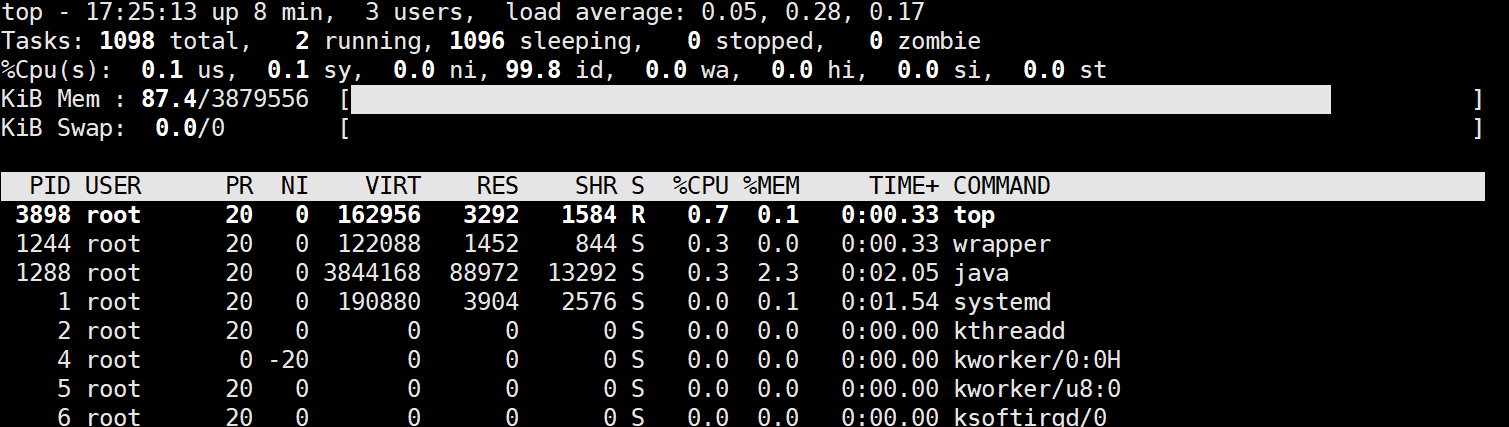 top - 17:25:13 up 8 min,  3 users,  load average: 0.05, 0.28, 0.17
Tasks: 1098 total,   2 running, 1096 sleeping,   0 stopped,   0 zombie
%Cpu(s):  0.1 us,  0.1 sy,  0.0 ni, 99.8 id,  0.0 wa,  0.0 hi,  0.0 si,  0.0 st
KiB Mem : 87.4/3879556  [                                                                                ]
KiB Swap:  0.0/0        [                                                                                ]
  PID USER      PR  NI    VIRT    RES    SHR S  %CPU %MEM     TIME+ COMMAND
 3898 root      20   0  162956   3292   1584 R   0.7  0.1   0:00.33 top
 1244 root      20   0  122088   1452    844 S   0.3  0.0   0:00.33 wrapper
 1288 root      20   0 3844168  88972  13292 S   0.3  2.3   0:02.05 java
    1 root      20   0  190880   3904   2576 S   0.0  0.1   0:01.54 systemd
    2 root      20   0       0      0      0 S   0.0  0.0   0:00.00 kthreadd
    4 root       0 -20       0      0      0 S   0.0  0.0   0:00.00 kworker/0:0H
    5 root      20   0       0      0      0 S   0.0  0.0   0:00.00 kworker/u8:0
    6 root      20   0       0      0      0 S   0.0  0.0   0:00.00 ksoftirqd/0